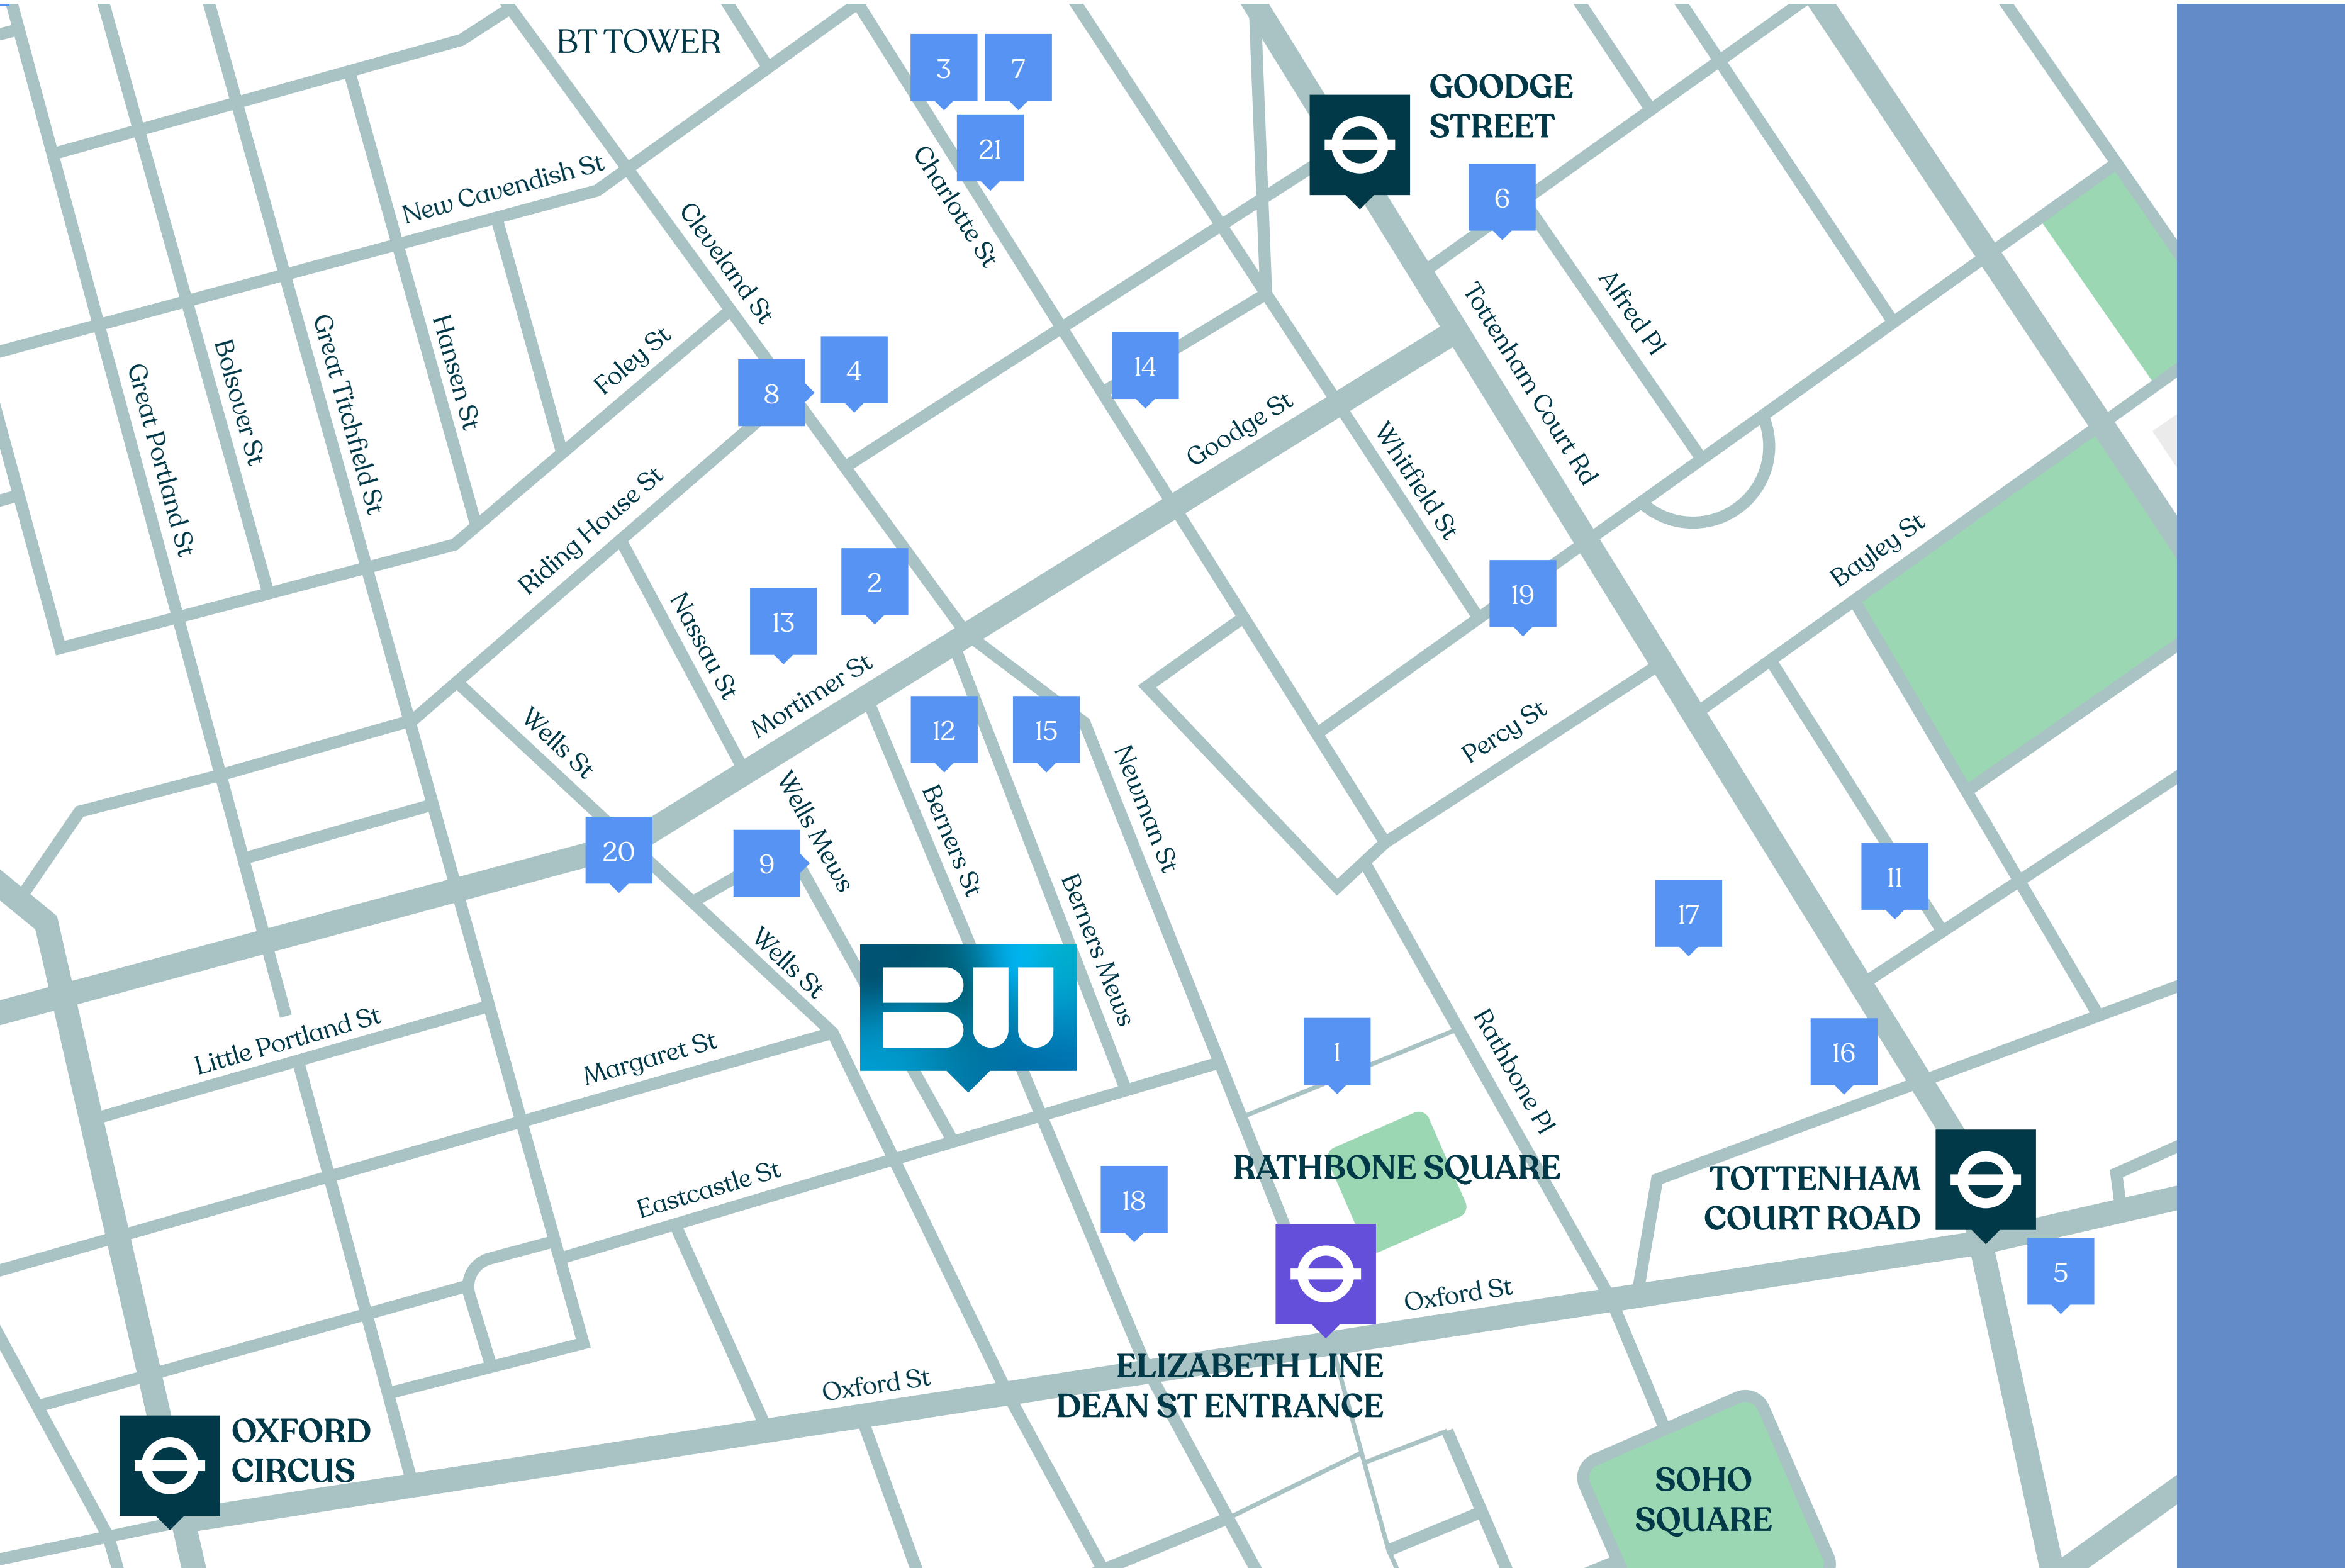 BT TOWER
3
7
GOODGE
STREET
21
6
New Cavendish St
Charlotte St
Cleveland St
Alfred Pl
Tottenham Court Rd
Hansen St
Great Titchfield St
Bolsover St
Great Portland St
Foley St
8
4
14
Goodge St
Whitfield St
Riding House St
Bayley St
2
13
19
Nassau St
Mortimer St
Wells St
12
15
Percy St
Newman St
Wells Mews
Berners St
20
9
11
Berners Mews
17
Wells St
BW
Little Portland St
Margaret St
1
Rathbone Pl
16
RATHBONE SQUARE
Eastcastle St
18
TOTTENHAM
COURT ROAD
5
Oxford St
ELIZABETH LINE
DEAN ST ENTRANCE
Oxford St
OXFORD
CIRCUS
SOHO
SQUARE